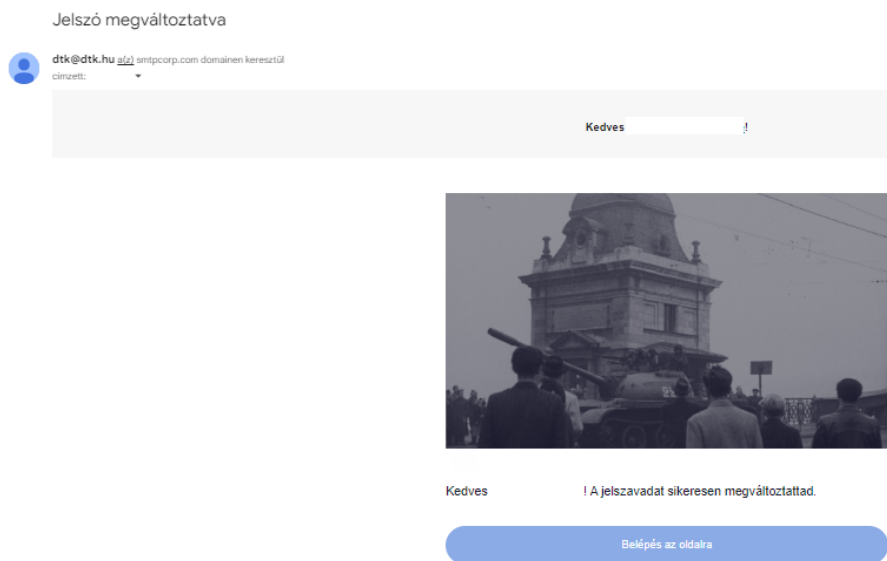 Jelszó megváltoztatva
dtk@dtk.hu a(z) smtpcorp.com domainen keresztül
címzett:
Kedves !
Kedves ! A jelszavadat sikeresen megváltoztattad.
Belépés az oldalra